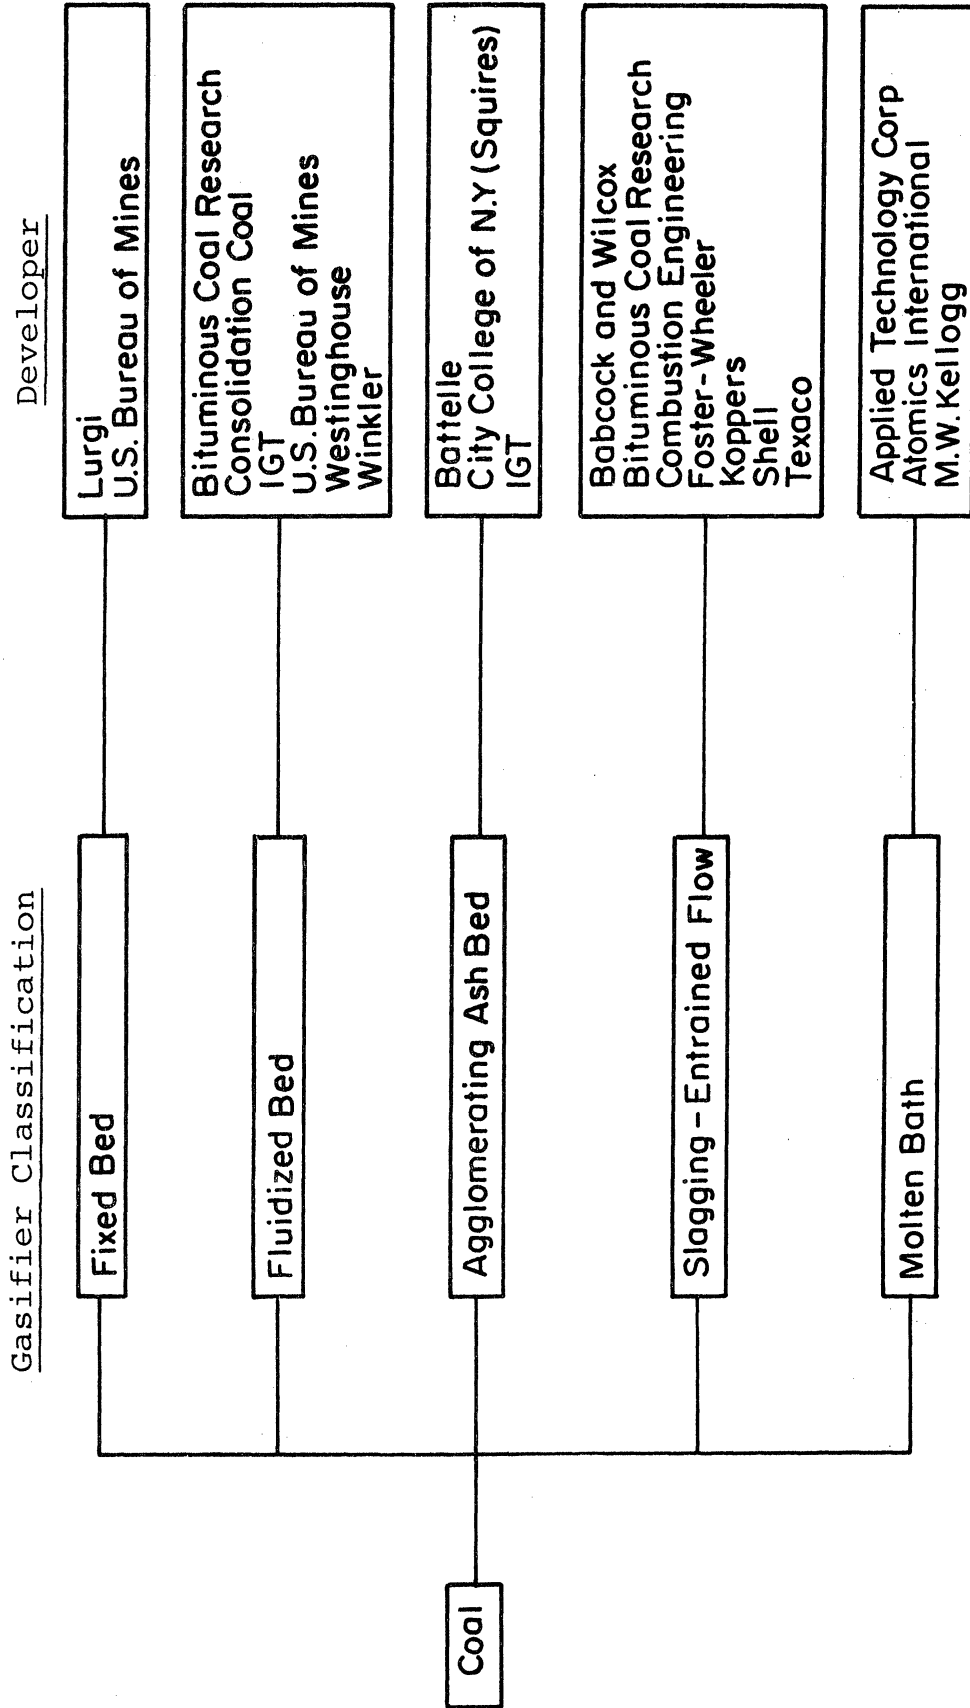 Gasifier Classification
Developer
Coal
Fixed Bed
Lurgi
U.S. Bureau of Mines
Fluidized Bed
Bituminous Coal Research
Consolidation Coal
IGT
U.S. Bureau of Mines
Westinghouse
Winkler
Agglomerating Ash Bed
Battelle
City College of N.Y (Squires)
IGT
Slagging-Entrained Flow
Babcock and Wilcox
Bituminous Coal Research
Combustion Engineering
Foster-Wheeler
Koppers
Shell
Texaco
Molten Bath
Applied Technology Corp
Atomics International
M.W. Kellogg